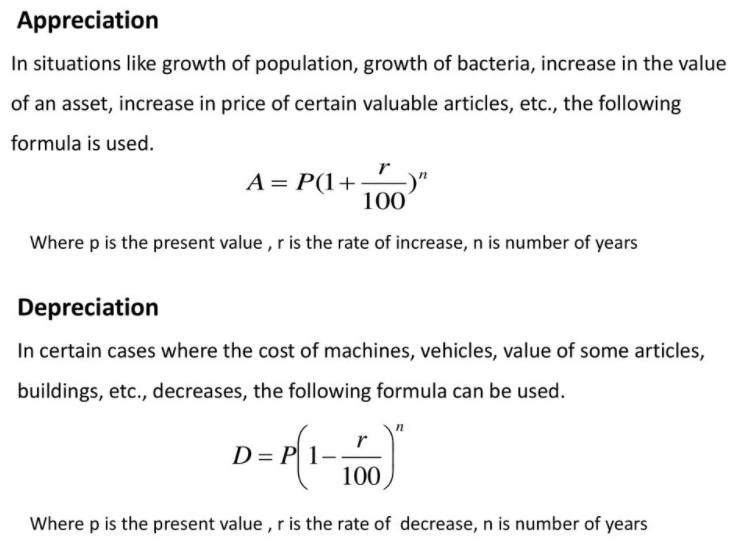 Appreciation
In situations like growth of population, growth of bacteria, increase in the value
of an asset, increase in price of certain valuable articles, etc., the following
formula is used.
A = P(1 + r/100)^n
Where p is the present value , r is the rate of increase, n is number of years
Depreciation
In certain cases where the cost of machines, vehicles, value of some articles,
buildings, etc., decreases, the following formula can be used.
D = P(1 − r/100)^n
Where p is the present value , r is the rate of decrease, n is number of years